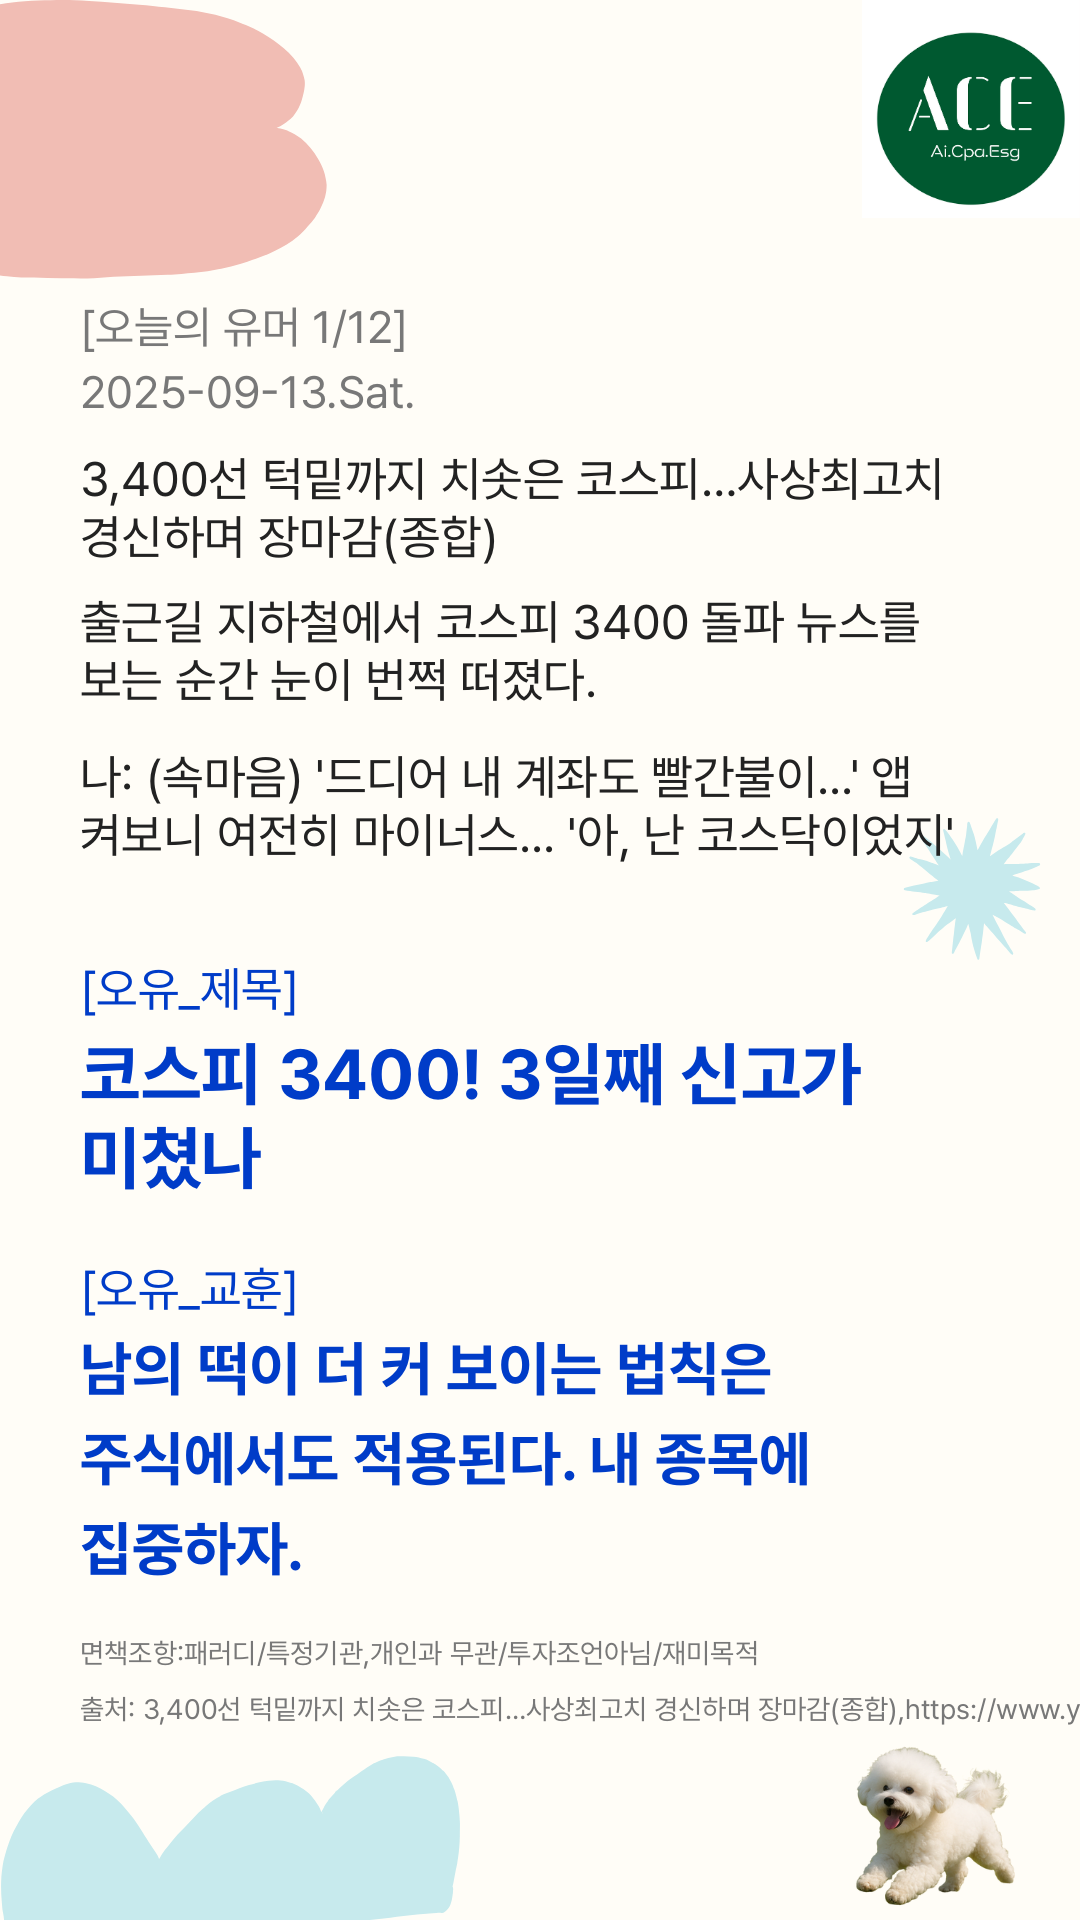 ACE
Ai.Cpa.Esg
[오늘의 유머 1/12]
2025-09-13.Sat.
3,400선 턱밑까지 치솟은 코스피…사상최고치
경신하며 장마감(종합)
출근길 지하철에서 코스피 3400 돌파 뉴스를
보는 순간 눈이 번쩍 떠졌다.
나: (속마음) '드디어 내 계좌도 빨간불이…' 앱
켜보니 여전히 마이너스… '아, 난 코스닥이었지'
[오유_제목]
코스피 3400! 3일째 신고가
미쳤나
[오유_교훈]
남의 떡이 더 커 보이는 법칙은
주식에서도 적용된다. 내 종목에
집중하자.
면책조항:패러디/특정기관,개인과 무관/투자조언아님/재미목적
출처: 3,400선 턱밑까지 치솟은 코스피…사상최고치 경신하며 장마감(종합),https://www.y